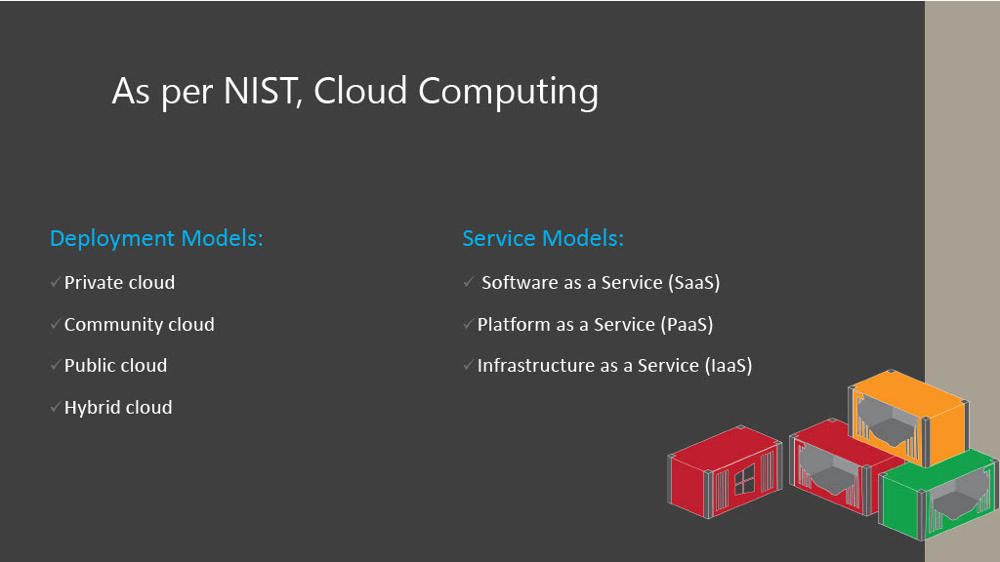 As per NIST, Cloud Computing
Deployment Models:
✓Private cloud
✓Community cloud
✓Public cloud
✓Hybrid cloud
Service Models:
✓ Software as a Service (SaaS)
✓Platform as a Service (PaaS)
✓Infrastructure as a Service (IaaS)